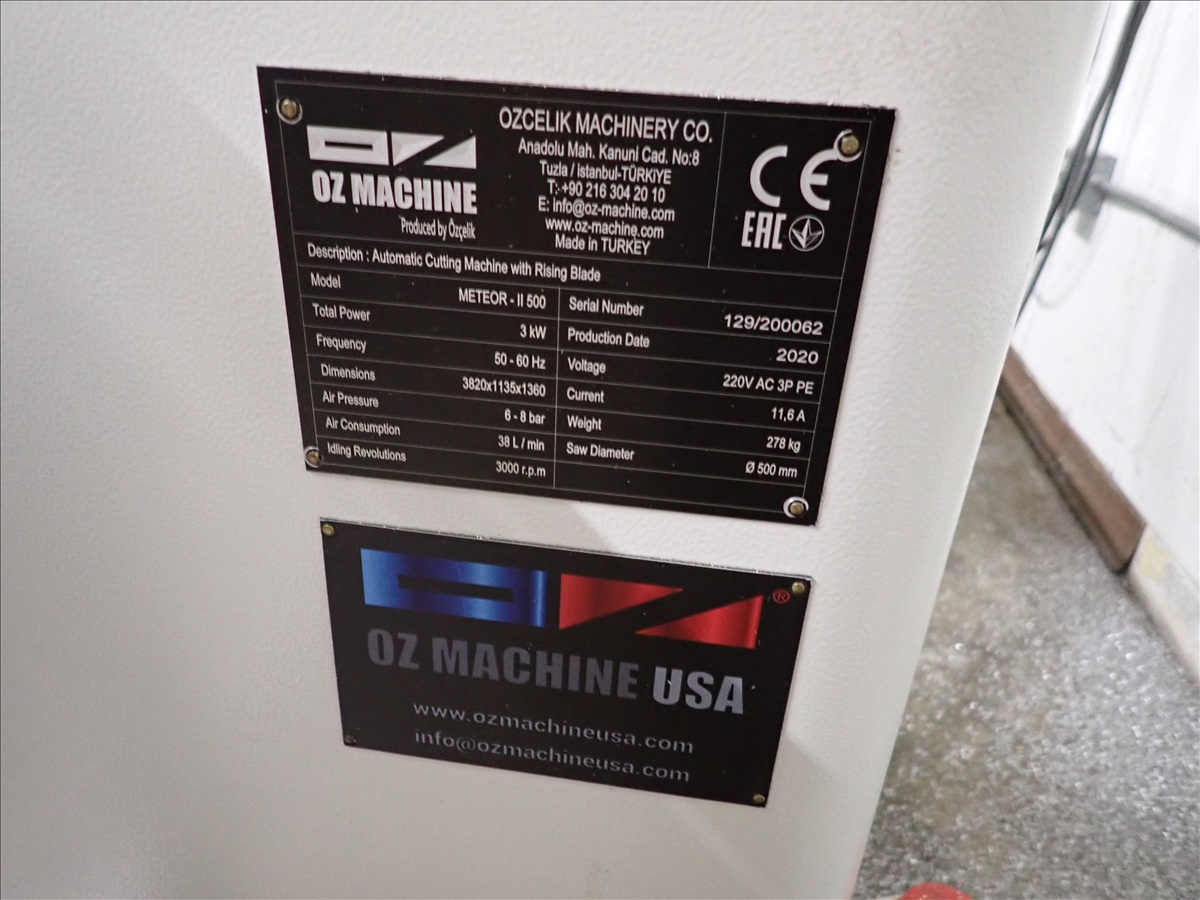 OZ
OZ MACHINE
Produced by Özçelik
OZCELIK MACHINERY CO.
Anadolu Mah. Kanuni Cad. No:8
Tuzla / Istanbul-TÜRKİYE
T: +90 216 304 20 10
E: info@oz-machine.com
www.oz-machine.com
Made in TURKEY
CE
EAC
Description : Automatic Cutting Machine with Rising Blade
Model METEOR - II 500
Total Power 3 kW
Frequency 50 - 60 Hz
Dimensions 3820x1135x1360
Air Pressure 6 - 8 bar
Air Consumption 38 L / min
Idling Revolutions 3000 r.p.m
Serial Number 129/200062
Production Date 2020
Voltage 220V AC 3P PE
Current 11,6 A
Weight 278 kg
Saw Diameter Ø 500 mm
OZ ®
OZ MACHINE USA
www.ozmachineusa.com
info@ozmachineusa.com